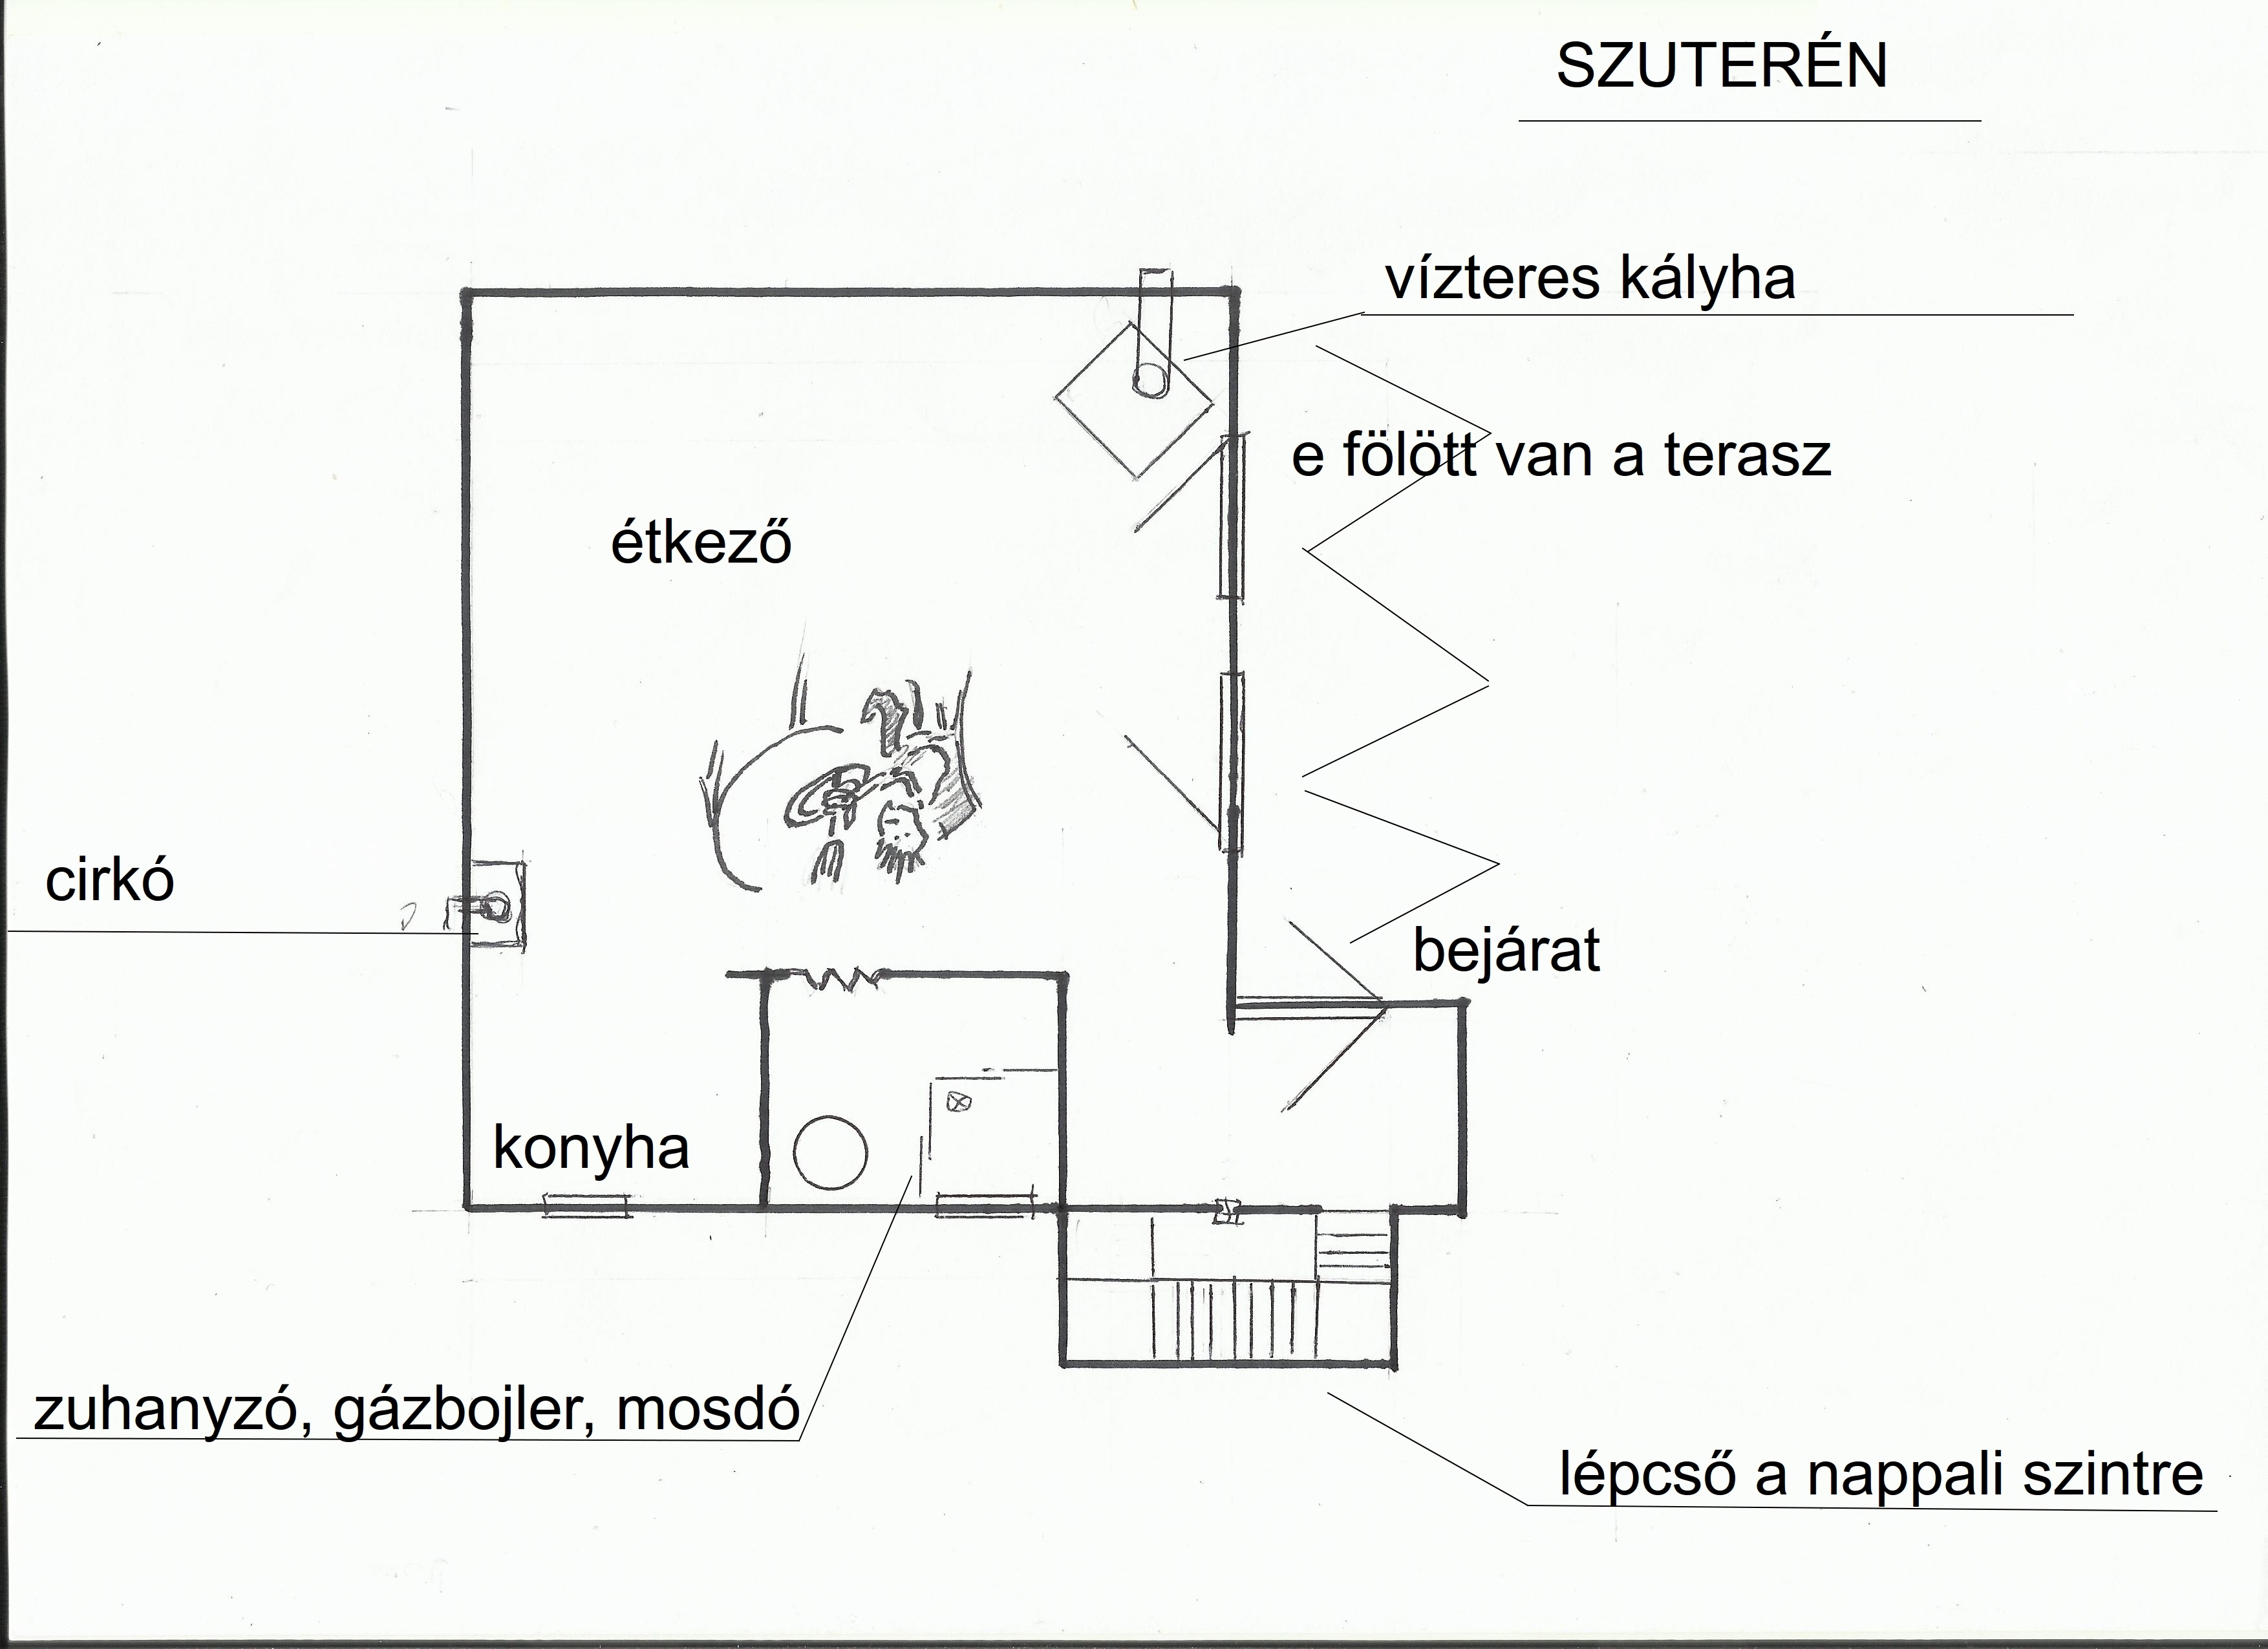 SZUTERÉN
vízteres kályha
e fölött van a terasz
étkező
cirkó
bejárat
konyha
zuhanyzó, gázbojler, mosdó
lépcső a nappali szintre